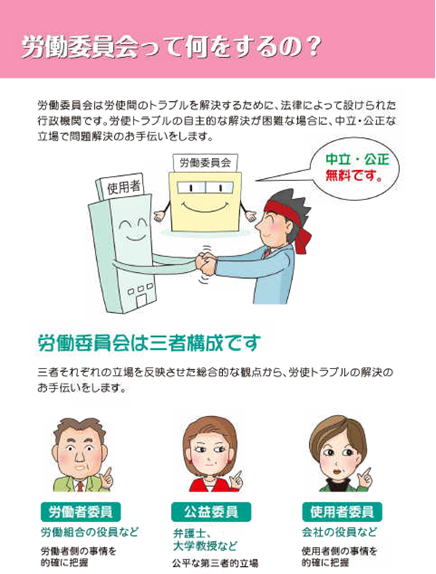 労働委員会って何をするの？
労働委員会は労使間のトラブルを解決するために、法律によって設けられた
行政機関です。労使トラブルの自主的な解決が困難な場合に、中立・公正な
立場で問題解決のお手伝いをします。
労働委員会
使用者
中立・公正
無料です。
労働委員会は三者構成です
三者それぞれの立場を反映させた総合的な観点から、労使トラブルの解決の
お手伝いをします。
労働者委員
労働組合の役員など
労働者側の事情を
的確に把握
公益委員
弁護士、
大学教授など
公平な第三者的立場
使用者委員
会社の役員など
使用者側の事情を
的確に把握